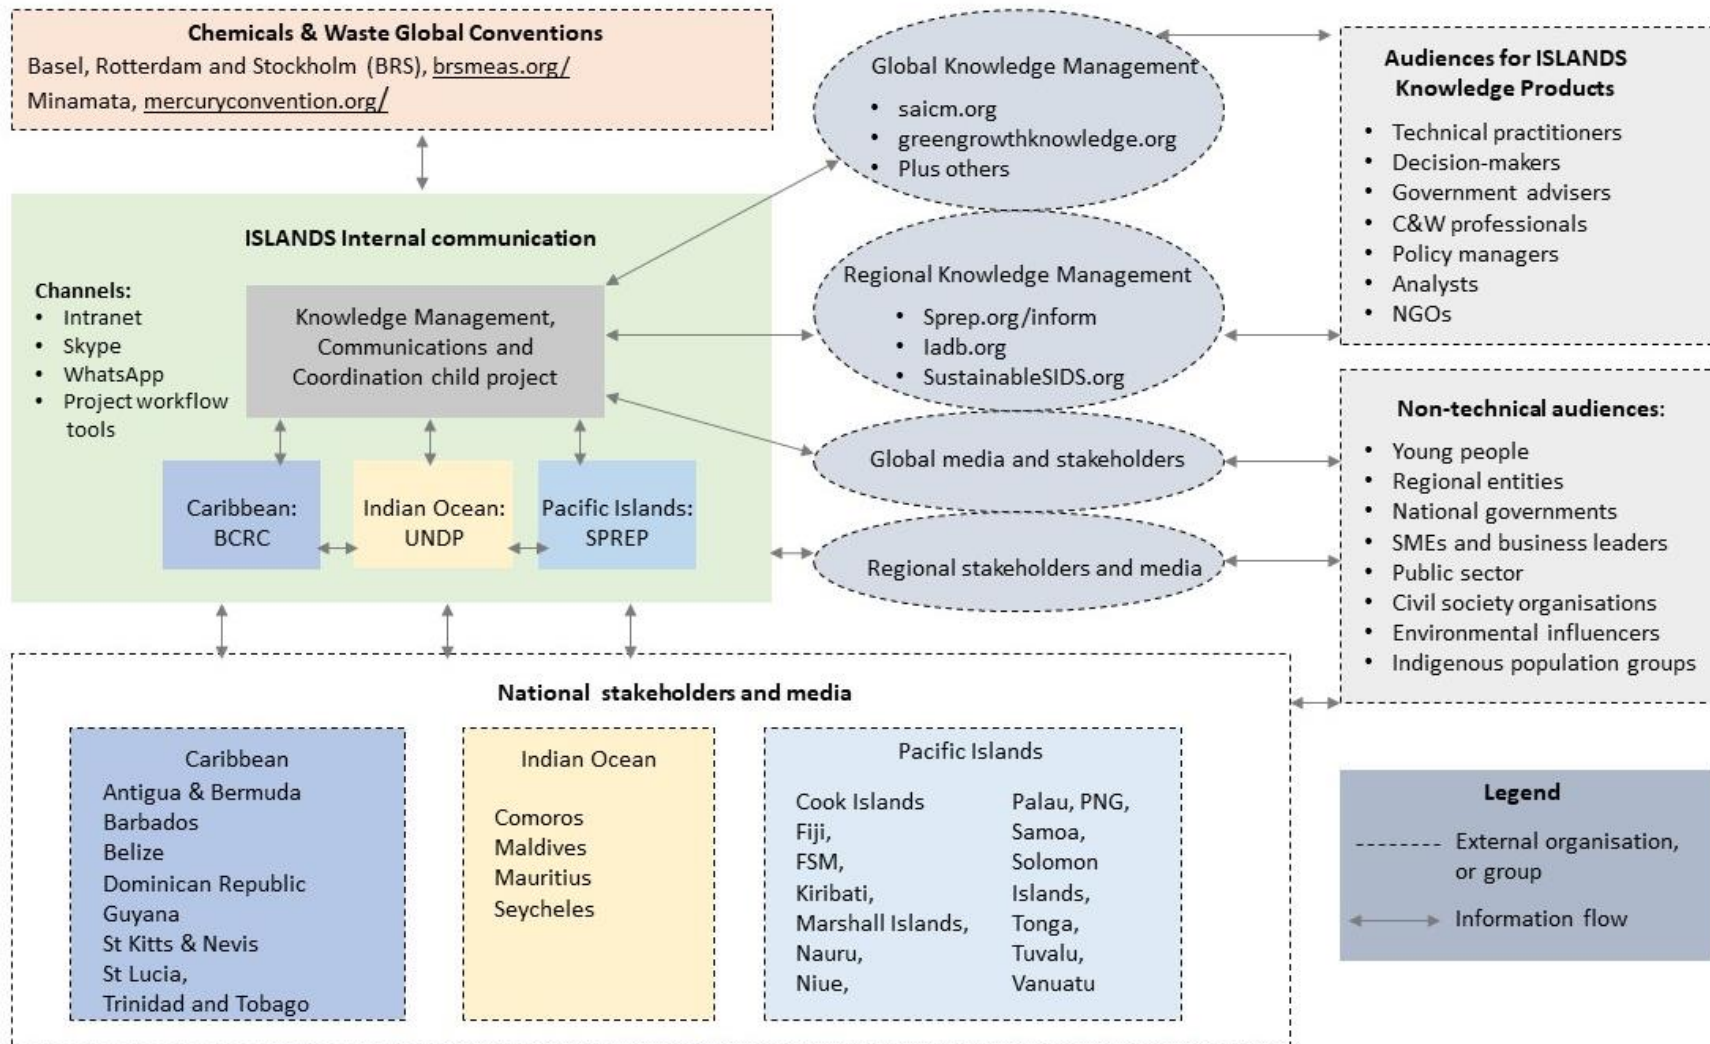 Chemicals & Waste Global Conventions
Basel, Rotterdam and Stockholm (BRS), brsmeas.org/
Minamata, mercuryconvention.org/
ISLANDS Internal communication
Channels:
• Intranet
• Skype
• WhatsApp
• Project workflow
tools
Knowledge Management,
Communications and
Coordination child project
Caribbean:
BCRC
Indian Ocean:
UNDP
Pacific Islands:
SPREP
Global Knowledge Management
• saicm.org
• greengrowthknowledge.org
• Plus others
Regional Knowledge Management
• Sprep.org/inform
• Iadb.org
• SustainableSIDS.org
Global media and stakeholders
Regional stakeholders and media
Audiences for ISLANDS
Knowledge Products
• Technical practitioners
• Decision-makers
• Government advisers
• C&W professionals
• Policy managers
• Analysts
• NGOs
Non-technical audiences:
• Young people
• Regional entities
• National governments
• SMEs and business leaders
• Public sector
• Civil society organisations
• Environmental influencers
• Indigenous population groups
National stakeholders and media
Caribbean
Antigua & Bermuda
Barbados
Belize
Dominican Republic
Guyana
St Kitts & Nevis
St Lucia,
Trinidad and Tobago
Indian Ocean
Comoros
Maldives
Mauritius
Seycheles
Pacific Islands
Cook Islands
Fiji,
FSM,
Kiribati,
Marshall Islands,
Nauru,
Niue,
Palau, PNG,
Samoa,
Solomon
Islands,
Tonga,
Tuvalu,
Vanuatu
Legend
External organisation,
or group
Information flow